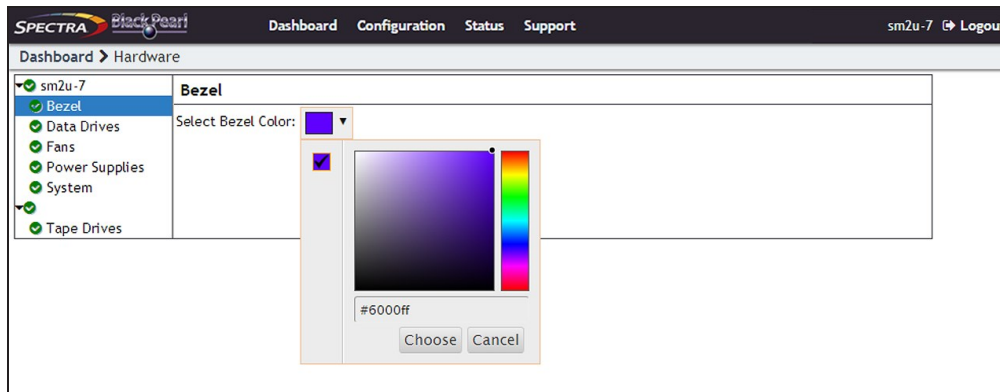 SPECTRA BlackPearl Dashboard Configuration Status Support sm2u-7 Logou
Dashboard Hardware
sm2u-7
Bezel
Data Drives
Fans
Power Supplies
System
Tape Drives
Bezel
Select Bezel Color:
#6000ff
Choose Cancel